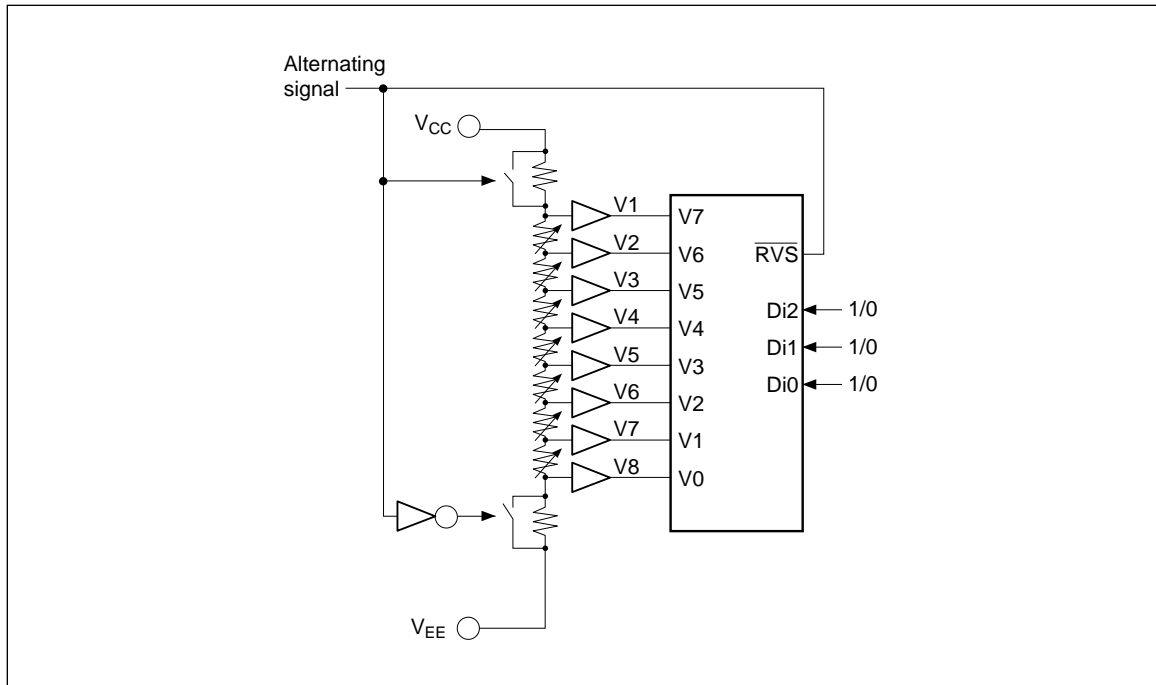 Alternating
signal
VCC
V1
V7
V2
V6
RVS
V3
V5
Di2
1/0
V4
V4
Di1
1/0
V5
V3
Di0
1/0
V6
V2
V7
V1
V8
V0
VEE